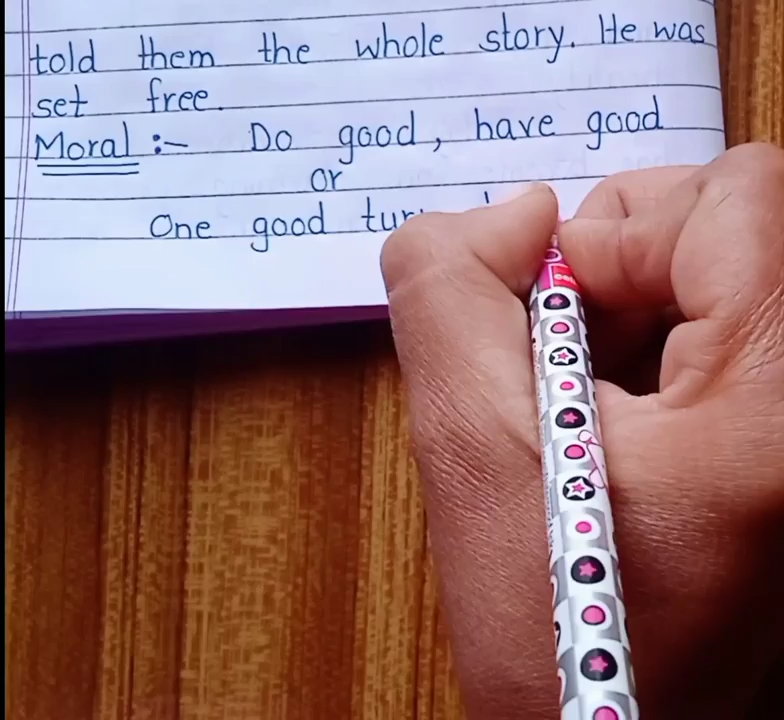 told them the whole story. He was
set free.
Moral :- Do good, have good
or
One good